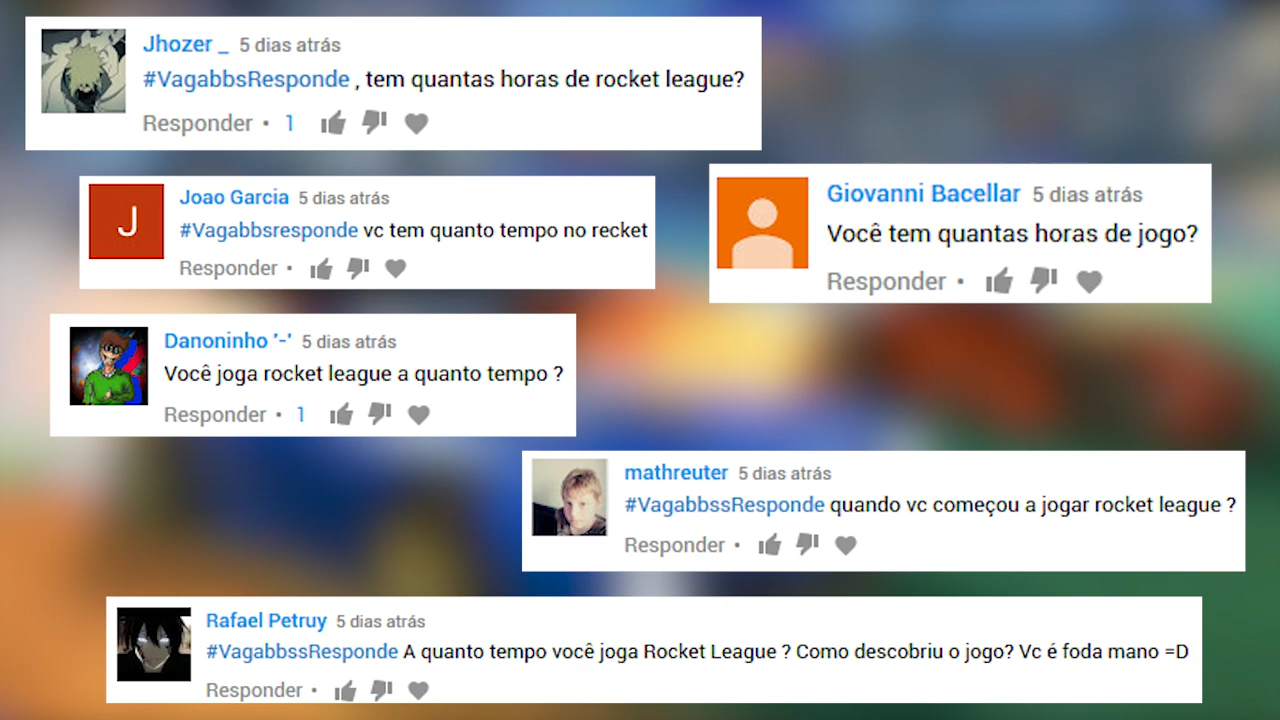 Jhozer _ 5 dias atrás
#VagabbsResponde , tem quantas horas de rocket league?
Responder • 1
J
Joao Garcia 5 dias atrás
#Vagabbsresponde vc tem quanto tempo no recket
Responder •
Giovanni Bacellar 5 dias atrás
Você tem quantas horas de jogo?
Responder •
Danoninho '-' 5 dias atrás
Você joga rocket league a quanto tempo ?
Responder • 1
mathreuter 5 dias atrás
#VagabbssResponde quando vc começou a jogar rocket league ?
Responder •
Rafael Petruy 5 dias atrás
#VagabbssResponde A quanto tempo você joga Rocket League ? Como descobriu o jogo? Vc é foda mano =D
Responder •